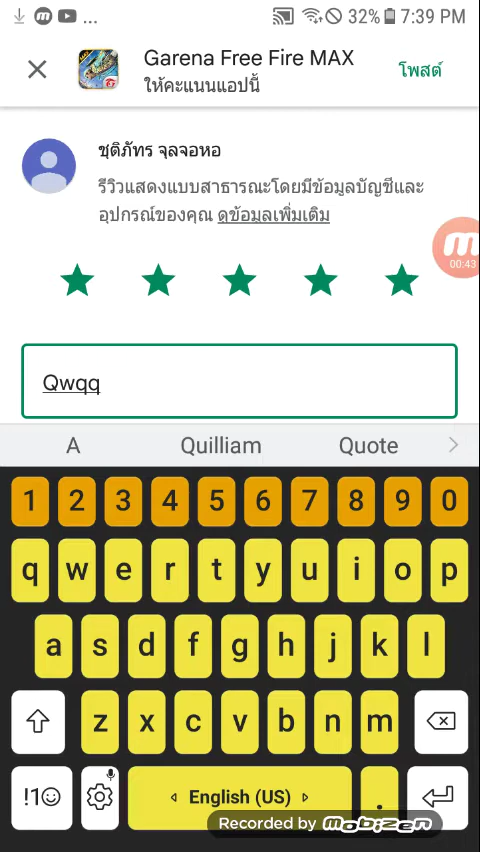 ... 32% 7:39 PM
Garena Free Fire MAX
ให้คะแนนแอปนี้
โพสต์
ชุติภัทร จุลจอหอ
รีวิวแสดงแบบสาธารณะโดยมีข้อมูลบัญชีและ
อุปกรณ์ของคุณ ดูข้อมูลเพิ่มเติม
00:43
Qwqq
A Quilliam Quote
1 2 3 4 5 6 7 8 9 0
q w e r t y u i o p
a s d f g h j k l
z x c v b n m
!1☺ English (US) .
Recorded by mobizen